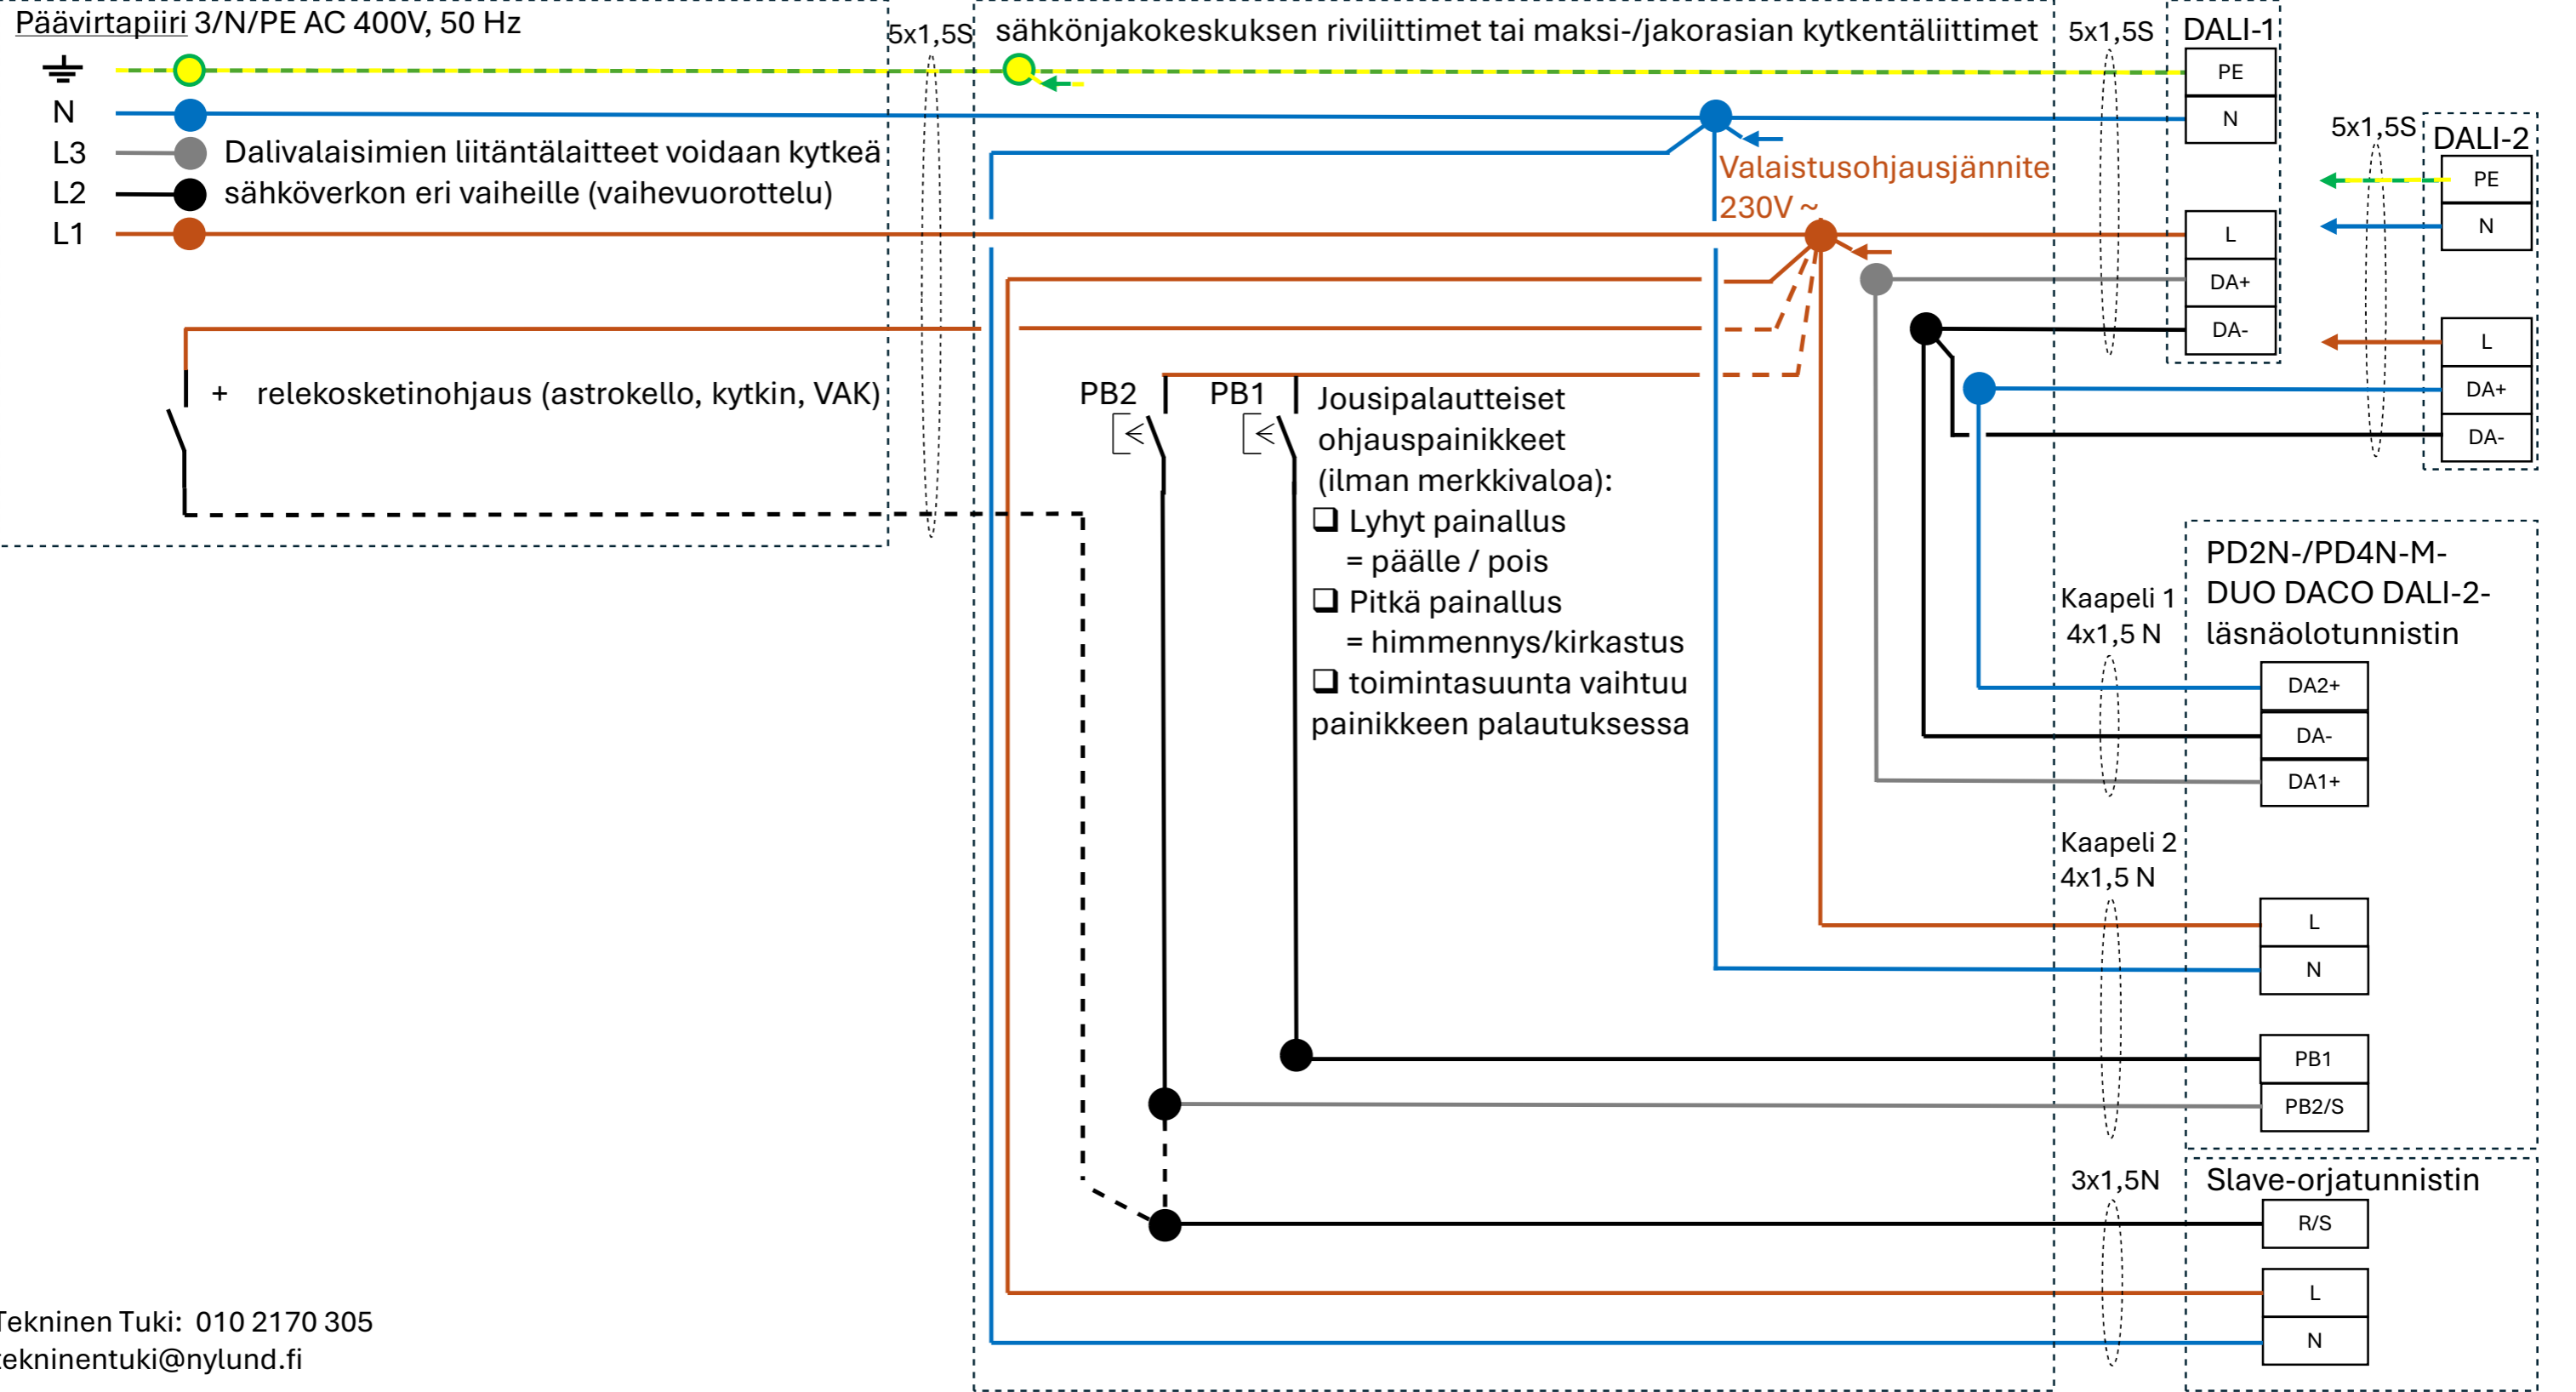 Päävirtapiiri 3/N/PE AC 400V, 50 Hz
N
L3
L2
L1
Dalivalaisimien liitäntälaitteet voidaan kytkeä
sähköverkon eri vaiheille (vaihevuorottelu)
+ relekosketinohjaus (astrokello, kytkin, VAK)
5x1,5S
sähkönjakokeskuksen riviliittimet tai maksi-/jakorasian kytkentäliittimet
Valaistusohjausjännite
230V ~
PB2
PB1
Jousipalautteiset
ohjauspainikkeet
(ilman merkkivaloa):
❑ Lyhyt painallus
= päälle / pois
❑ Pitkä painallus
= himmennys/kirkastus
❑ toimintasuunta vaihtuu
painikkeen palautuksessa
5x1,5S
DALI-1
PE
N
L
DA+
DA-
5x1,5S
DALI-2
PE
N
L
DA+
DA-
Kaapeli 1
4x1,5 N
PD2N-/PD4N-M-
DUO DACO DALI-2-
läsnäolotunnistin
DA2+
DA-
DA1+
Kaapeli 2
4x1,5 N
L
N
PB1
PB2/S
3x1,5N
Slave-orjatunnistin
R/S
L
N
Tekninen Tuki: 010 2170 305
tekninentuki@nylund.fi